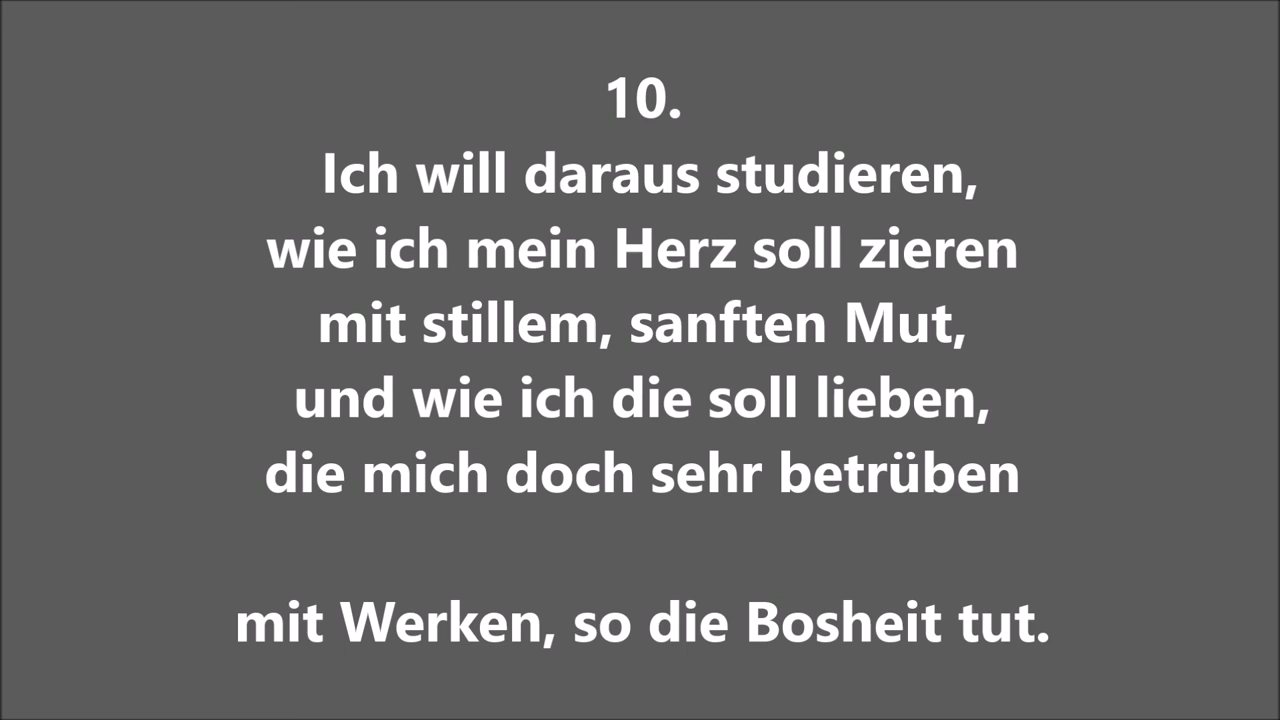 10.
Ich will daraus studieren,
wie ich mein Herz soll zieren
mit stillem, sanften Mut,
und wie ich die soll lieben,
die mich doch sehr betrüben
mit Werken, so die Bosheit tut.